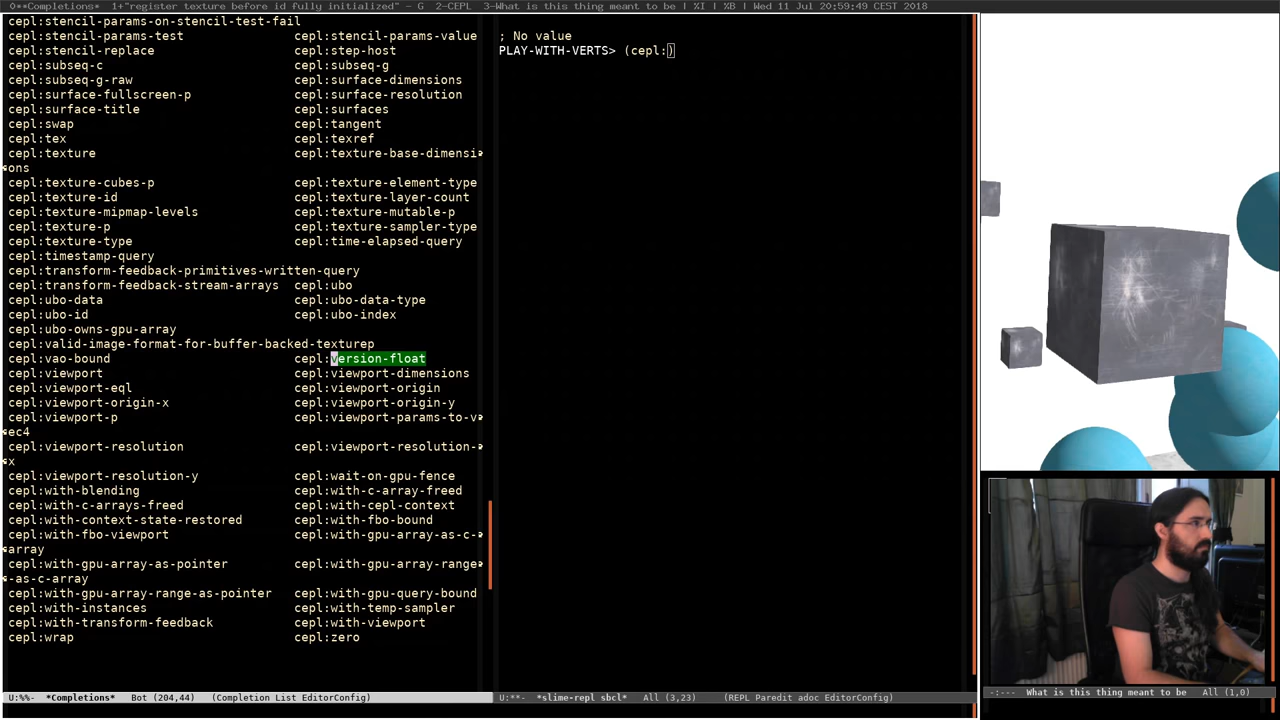 0**Completions*  1+"register texture before id fully initialized" - G  2-CEPL  3-What is this thing meant to be | %I | %B | Wed 11 Jul 20:59:49 CEST 2018
cepl:stencil-params-on-stencil-test-fail
cepl:stencil-params-test cepl:stencil-params-value
cepl:stencil-replace cepl:step-host
cepl:subseq-c cepl:subseq-g
cepl:subseq-g-raw cepl:surface-dimensions
cepl:surface-fullscreen-p cepl:surface-resolution
cepl:surface-title cepl:surfaces
cepl:swap cepl:tangent
cepl:tex cepl:texref
cepl:texture cepl:texture-base-dimensi
ons
cepl:texture-cubes-p cepl:texture-element-type
cepl:texture-id cepl:texture-layer-count
cepl:texture-mipmap-levels cepl:texture-mutable-p
cepl:texture-p cepl:texture-sampler-type
cepl:texture-type cepl:time-elapsed-query
cepl:timestamp-query
cepl:transform-feedback-primitives-written-query
cepl:transform-feedback-stream-arrays cepl:ubo
cepl:ubo-data cepl:ubo-data-type
cepl:ubo-id cepl:ubo-index
cepl:ubo-owns-gpu-array
cepl:valid-image-format-for-buffer-backed-texturep
cepl:vao-bound cepl:version-float
cepl:viewport cepl:viewport-dimensions
cepl:viewport-eql cepl:viewport-origin
cepl:viewport-origin-x cepl:viewport-origin-y
cepl:viewport-p cepl:viewport-params-to-v
ec4
cepl:viewport-resolution cepl:viewport-resolution-
x
cepl:viewport-resolution-y cepl:wait-on-gpu-fence
cepl:with-blending cepl:with-c-array-freed
cepl:with-c-arrays-freed cepl:with-cepl-context
cepl:with-context-state-restored cepl:with-fbo-bound
cepl:with-fbo-viewport cepl:with-gpu-array-as-c-
array
cepl:with-gpu-array-as-pointer cepl:with-gpu-array-range
-as-c-array
cepl:with-gpu-array-range-as-pointer cepl:with-gpu-query-bound
cepl:with-instances cepl:with-temp-sampler
cepl:with-transform-feedback cepl:with-viewport
cepl:wrap cepl:zero
U:%%-  *Completions*   Bot (204,44)   (Completion List EditorConfig)
; No value
PLAY-WITH-VERTS> (cepl:)
U:**-  *slime-repl sbcl*   All (3,23)   (REPL Paredit adoc EditorConfig)
-:---  What is this thing meant to be   All (1,0)